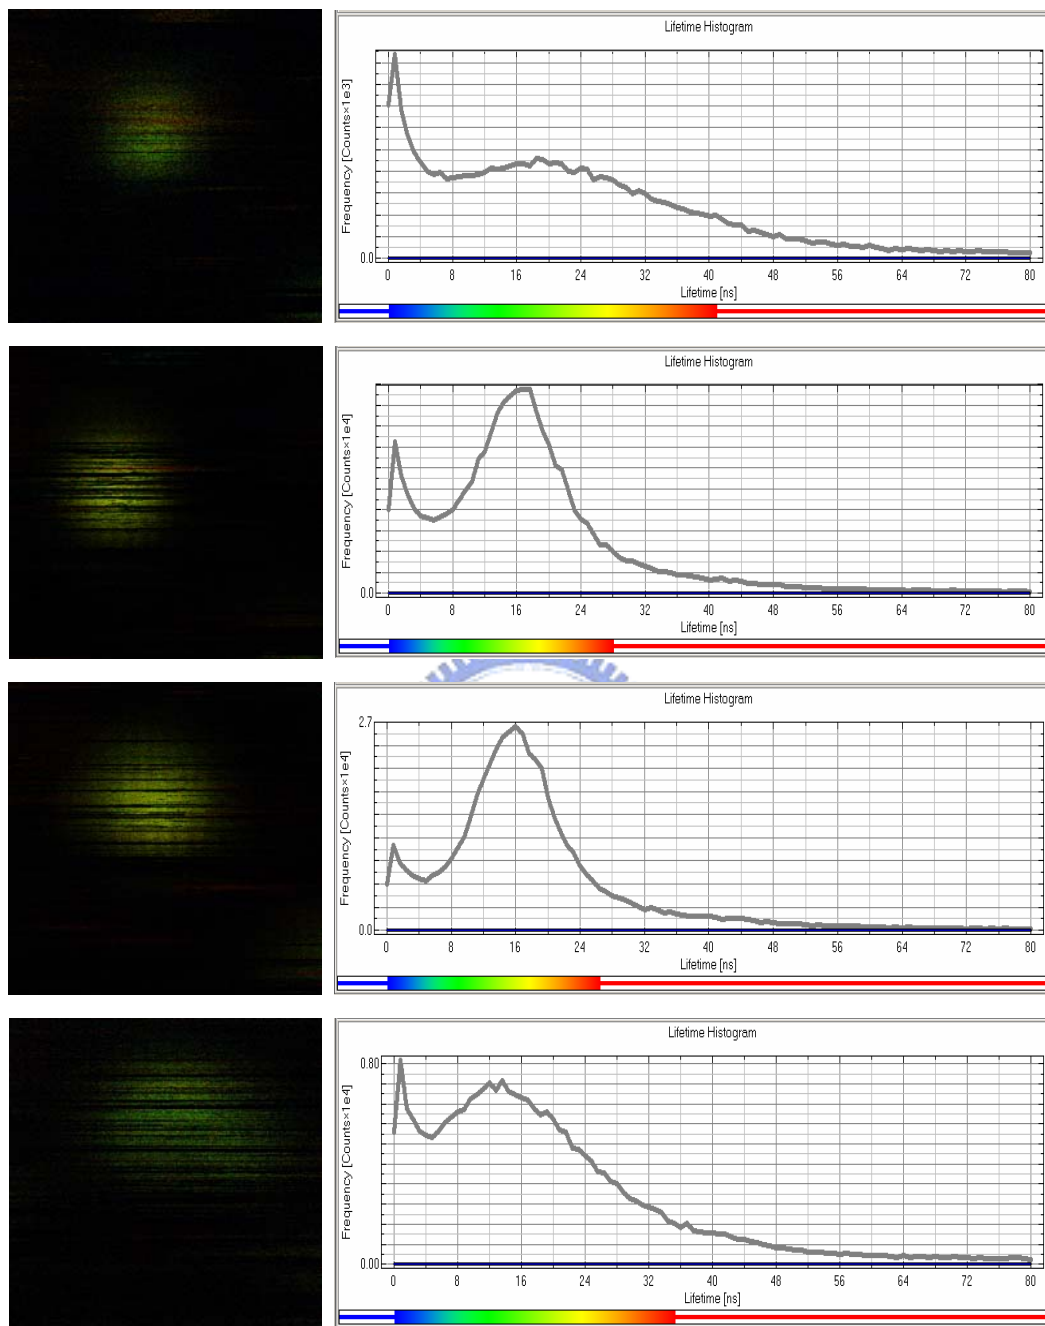 Lifetime Histogram
Frequency [Counts×1e3]
0.0
0 8 16 24 32 40 48 56 64 72 80
Lifetime [ns]
Lifetime Histogram
Frequency [Counts×1e4]
0.0
0 8 16 24 32 40 48 56 64 72 80
Lifetime [ns]
Lifetime Histogram
2.7
Frequency [Counts×1e4]
0.0
0 8 16 24 32 40 48 56 64 72 80
Lifetime [ns]
Lifetime Histogram
0.80
Frequency [Counts×1e4]
0.00
0 8 16 24 32 40 48 56 64 72 80
Lifetime [ns]